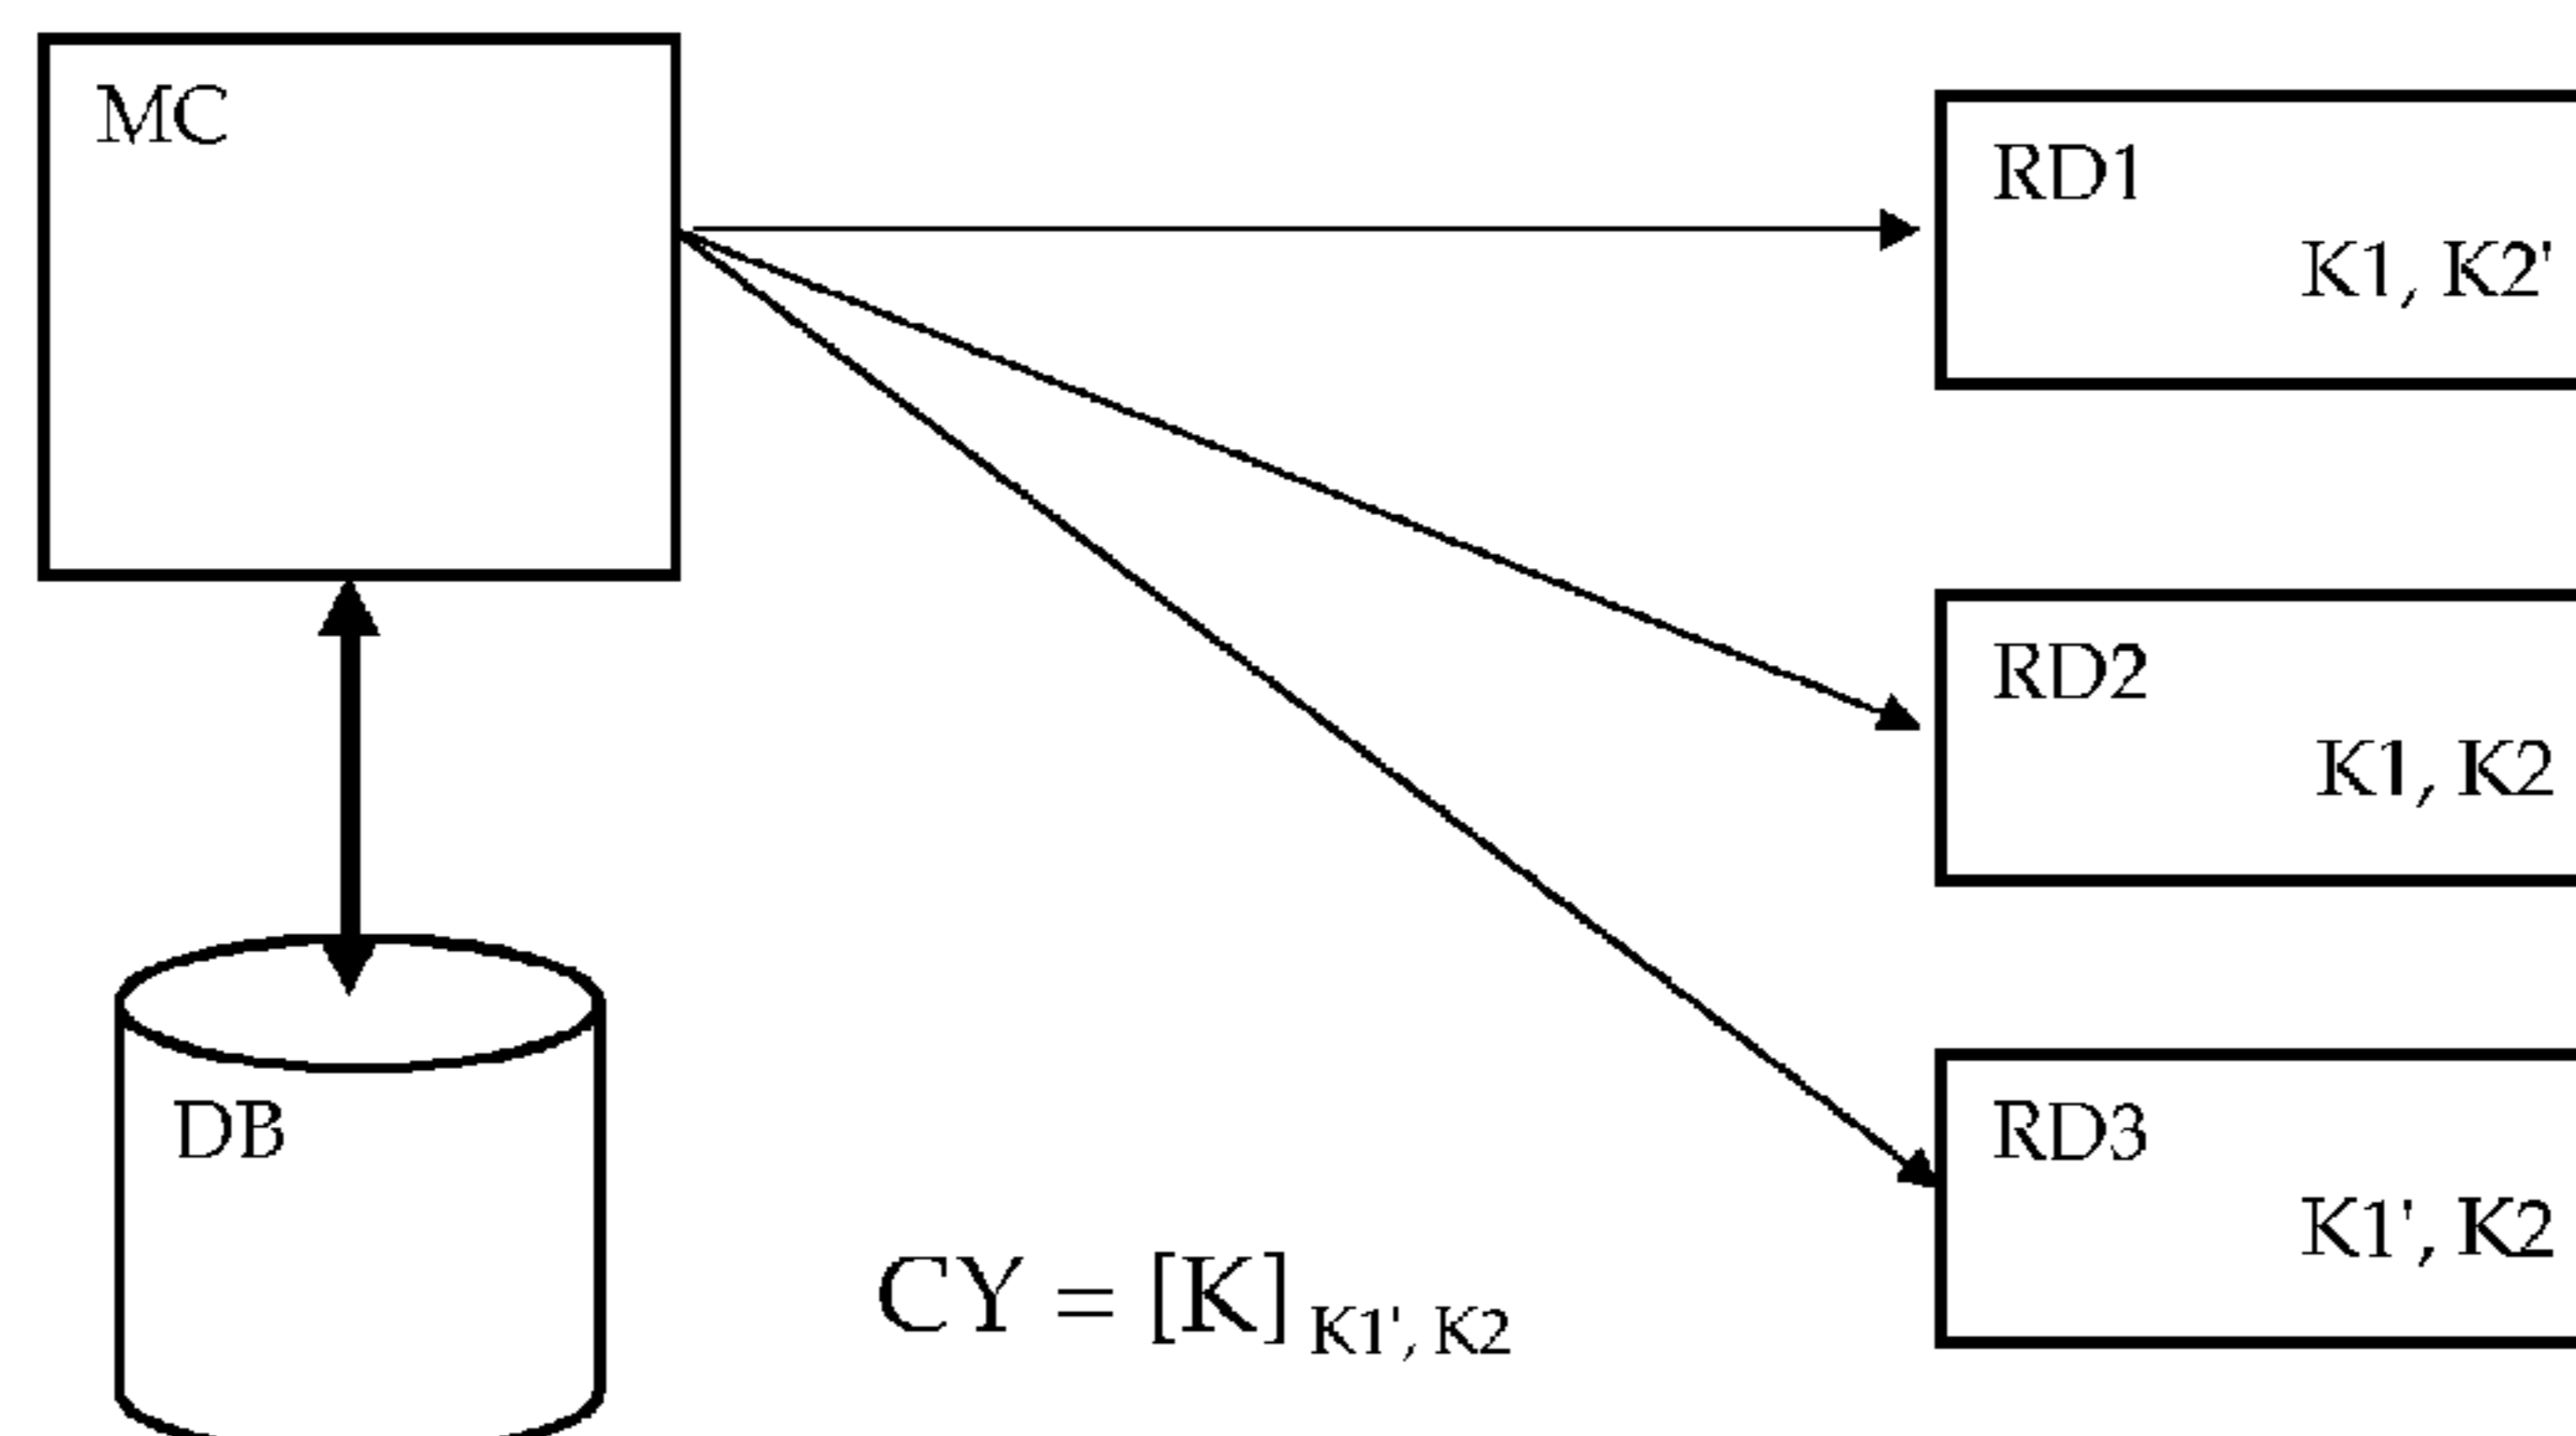 MC
RD1
K1, K2'
RD2
K1, K2
DB
RD3
K1', K2
CY = [K] K1', K2